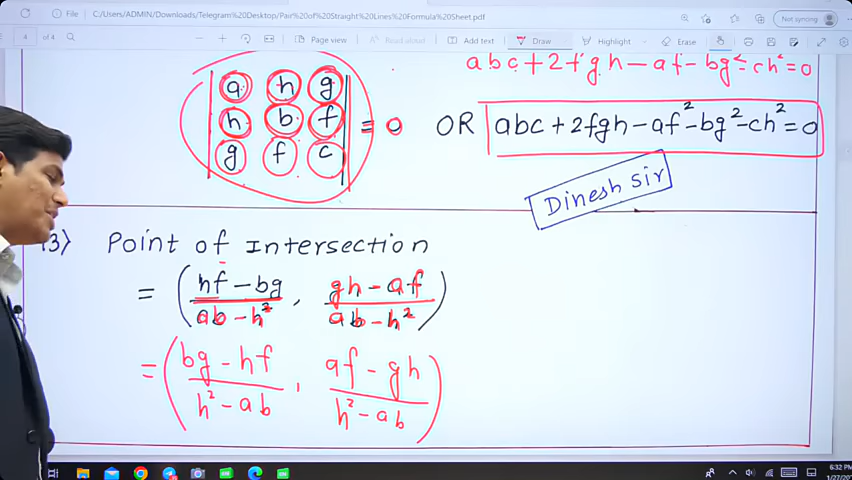 C:/Users/ADMIN/Downloads/Telegram%20Desktop/Pair%20of%20Straight%20Lines%20Formula%20Sheet.pdf
Not syncing
4 of 4
Page view
Read aloud
Add text
Draw
Highlight
Erase
abc + 2fgh - af - bg² - ch² = 0
| a h g |
| h b f | = 0 OR abc + 2fgh - af² - bg² - ch² = 0
| g f c |
Dinesh sir
3) Point of Intersection
= ( hf - bg / ab - h² , gh - af / ab - h² )
= ( bg - hf / h² - ab , af - gh / h² - ab )
6:32 PM